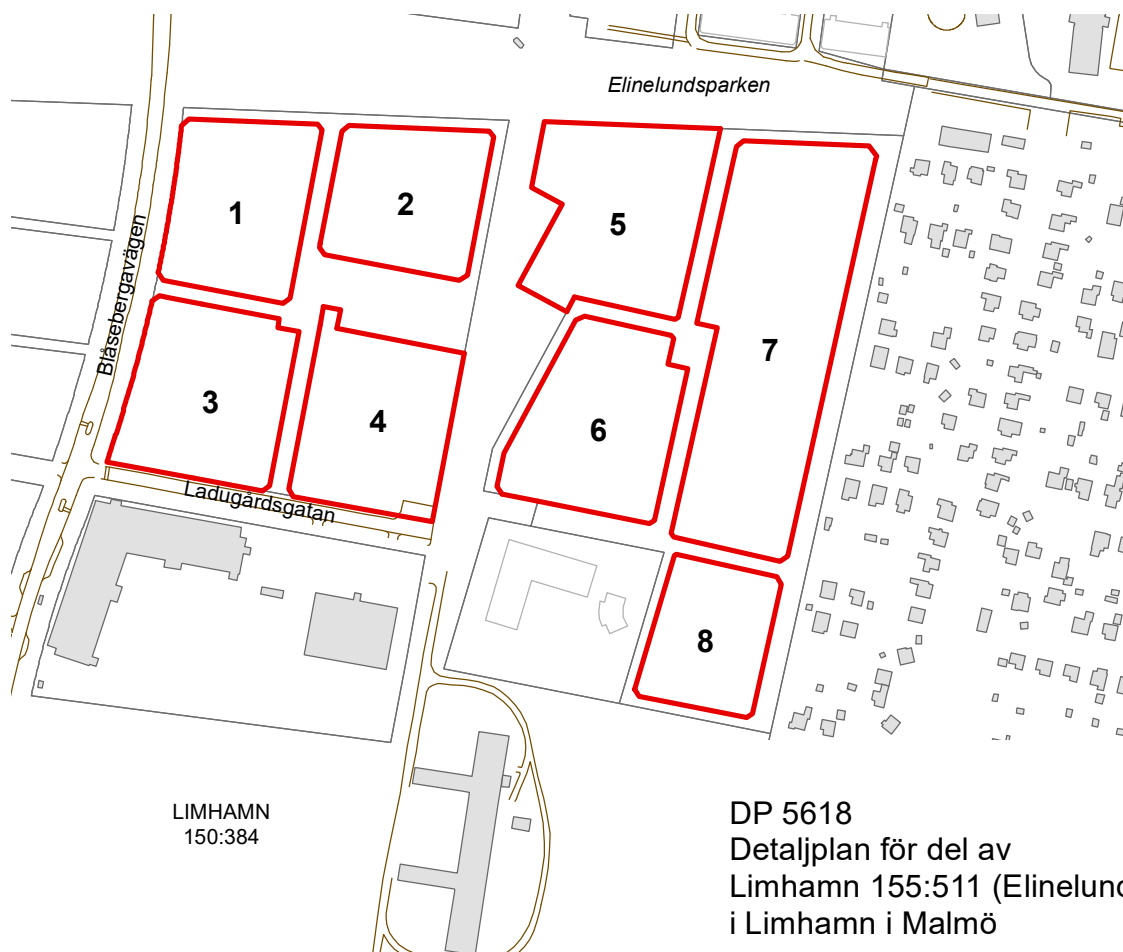 Elinelundsparken
1
2
5
Blåsebergavägen
7
3
4
6
Ladugårdsgatan
8
LIMHAMN
150:384
DP 5618
Detaljplan för del av
Limhamn 155:511 (Elinelund
i Limhamn i Malmö